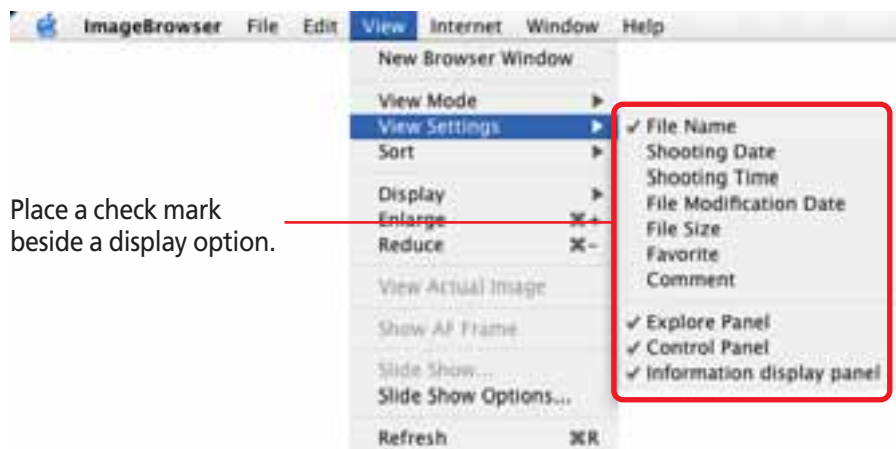 ImageBrowser File Edit View Internet Window Help
New Browser Window
View Mode
View Settings
Sort
Display
Enlarge ⌘+
Reduce ⌘-
View Actual Image
Show AF Frame
Slide Show...
Slide Show Options...
Refresh ⌘R
✓ File Name
Shooting Date
Shooting Time
File Modification Date
File Size
Favorite
Comment
✓ Explore Panel
✓ Control Panel
✓ Information display panel
Place a check mark
beside a display option.